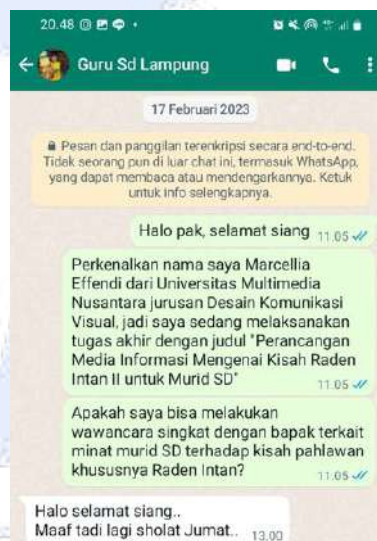 20.48
Guru Sd Lampung
17 Februari 2023
Pesan dan panggilan terenkripsi secara end-to-end.
Tidak seorang pun di luar chat ini, termasuk WhatsApp,
yang dapat membaca atau mendengarkannya. Ketuk
untuk info selengkapnya.
Halo pak, selamat siang 11.05
Perkenalkan nama saya Marcellia
Effendi dari Universitas Multimedia
Nusantara jurusan Desain Komunikasi
Visual, jadi saya sedang melaksanakan
tugas akhir dengan judul "Perancangan
Media Informasi Mengenai Kisah Raden
Intan II untuk Murid SD"
11.05
Apakah saya bisa melakukan
wawancara singkat dengan bapak terkait
minat murid SD terhadap kisah pahlawan
khususnya Raden Intan? 11.05
Halo selamat siang..
Maaf tadi lagi sholat Jumat.. 13.00